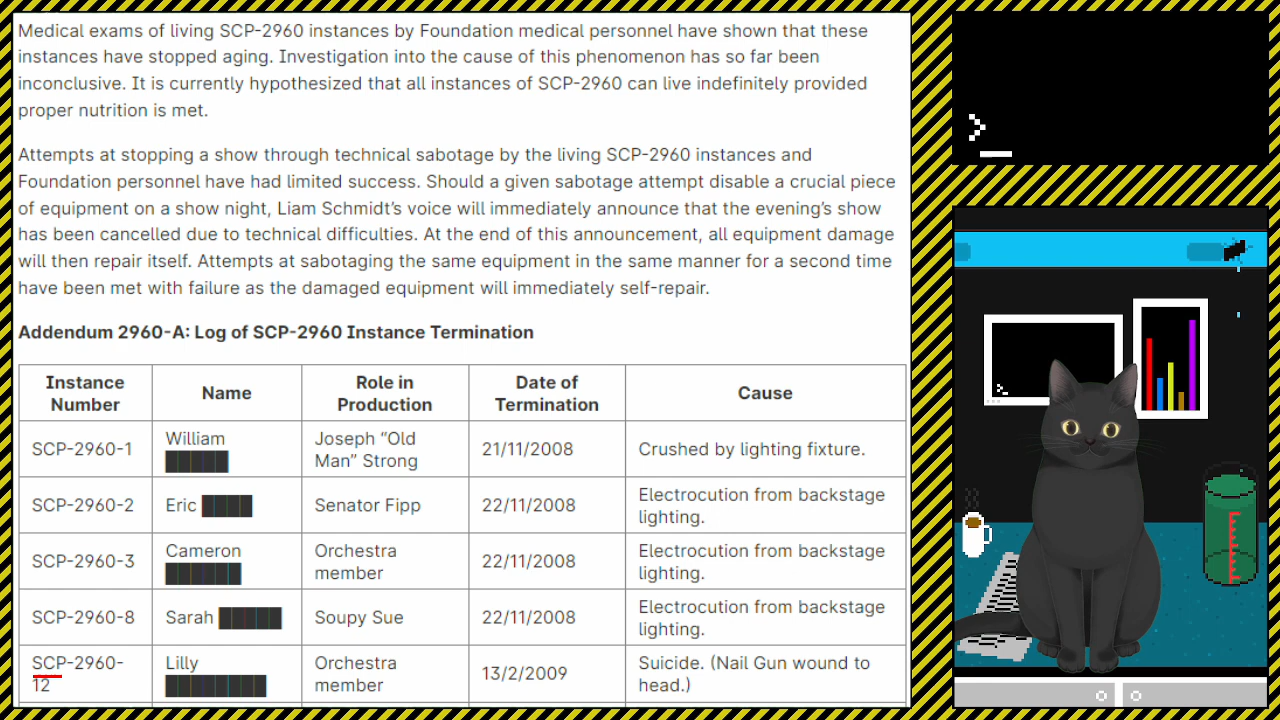 Medical exams of living SCP-2960 instances by Foundation medical personnel have shown that these
instances have stopped aging. Investigation into the cause of this phenomenon has so far been
inconclusive. It is currently hypothesized that all instances of SCP-2960 can live indefinitely provided
proper nutrition is met.
Attempts at stopping a show through technical sabotage by the living SCP-2960 instances and
Foundation personnel have had limited success. Should a given sabotage attempt disable a crucial piece
of equipment on a show night, Liam Schmidt's voice will immediately announce that the evening's show
has been cancelled due to technical difficulties. At the end of this announcement, all equipment damage
will then repair itself. Attempts at sabotaging the same equipment in the same manner for a second time
have been met with failure as the damaged equipment will immediately self-repair.
Addendum 2960-A: Log of SCP-2960 Instance Termination
Instance Number Name Role in Production Date of Termination Cause
SCP-2960-1 William █████ Joseph “Old Man” Strong 21/11/2008 Crushed by lighting fixture.
SCP-2960-2 Eric ████ Senator Fipp 22/11/2008 Electrocution from backstage lighting.
SCP-2960-3 Cameron ██████ Orchestra member 22/11/2008 Electrocution from backstage lighting.
SCP-2960-8 Sarah █████ Soupy Sue 22/11/2008 Electrocution from backstage lighting.
SCP-2960-12 Lilly ████████ Orchestra member 13/2/2009 Suicide. (Nail Gun wound to head.)
>_